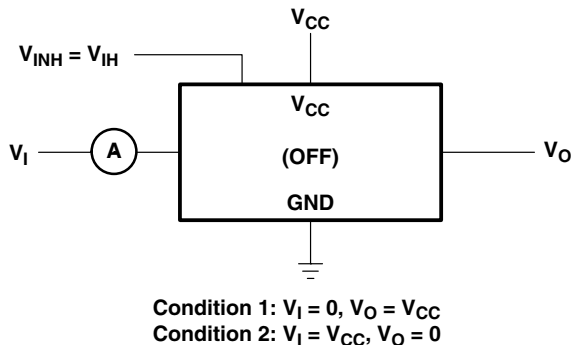 V_CC
V_INH = V_IH
V_CC
V_I
A
(OFF)
V_O
GND
Condition 1: V_I = 0, V_O = V_CC
Condition 2: V_I = V_CC, V_O = 0